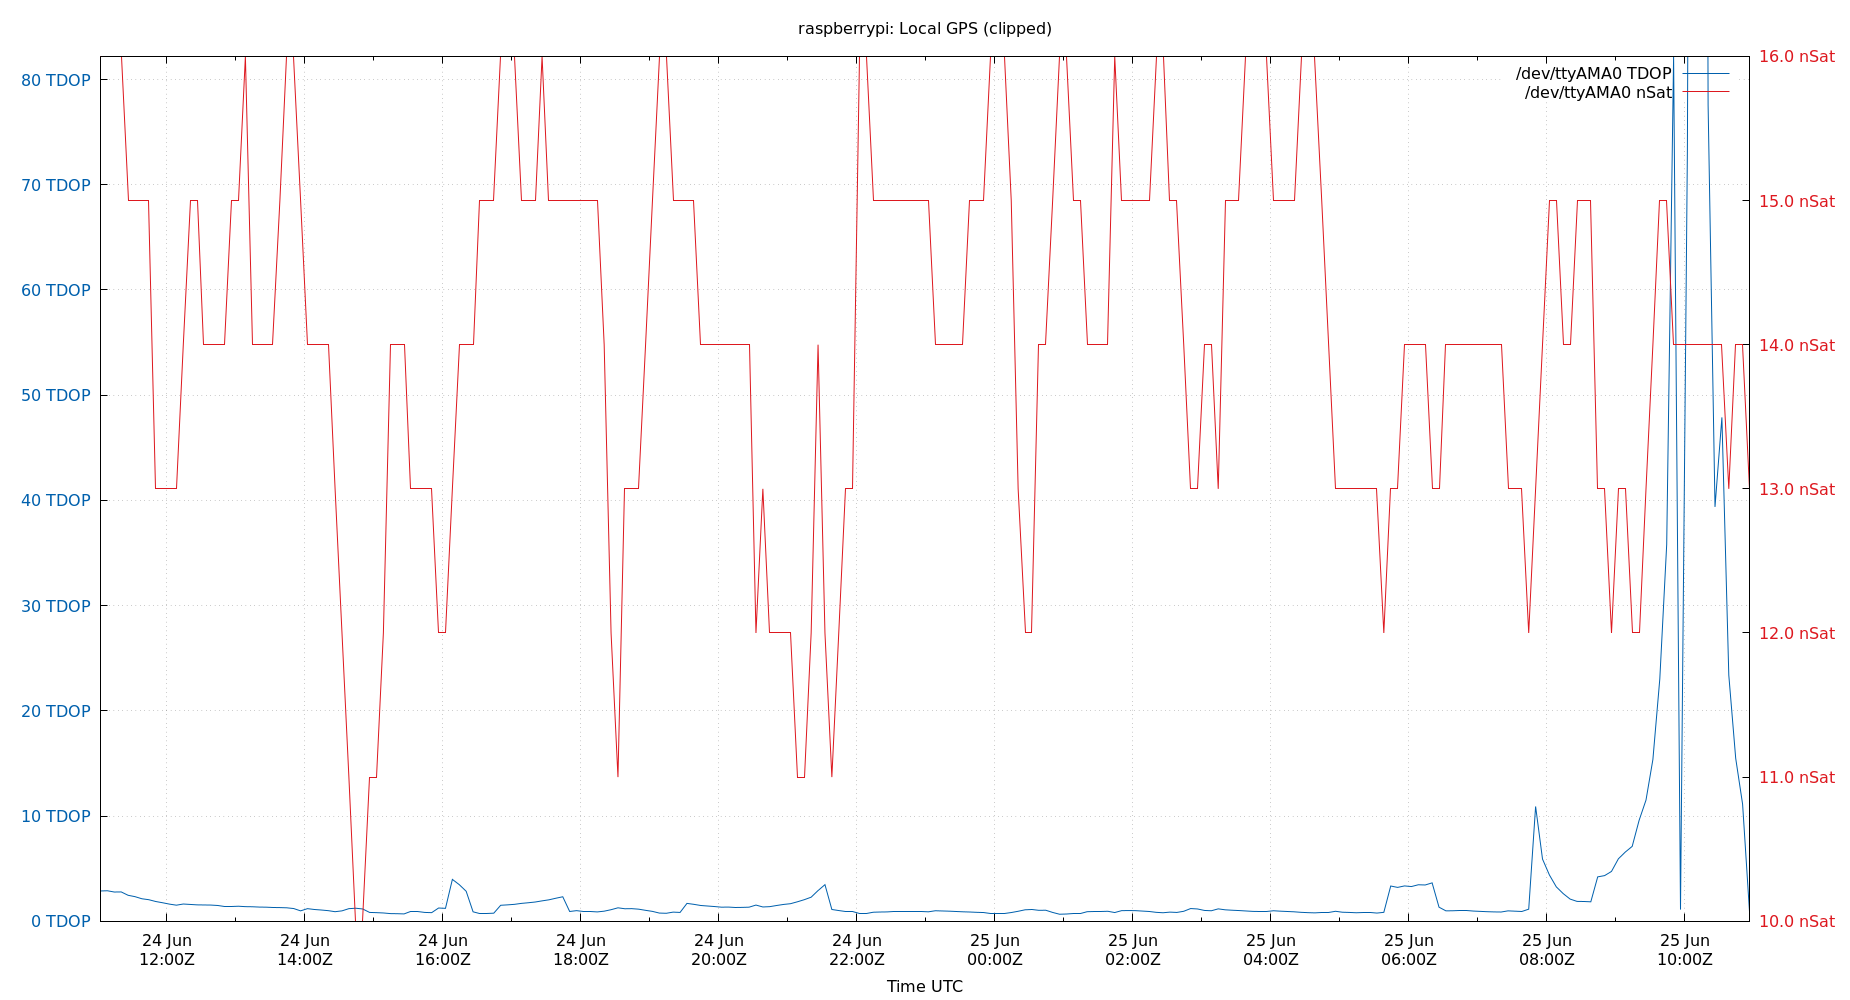 raspberrypi: Local GPS (clipped)
/dev/ttyAMA0 TDOP
/dev/ttyAMA0 nSat
80 TDOP
70 TDOP
60 TDOP
50 TDOP
40 TDOP
30 TDOP
20 TDOP
10 TDOP
0 TDOP
16.0 nSat
15.0 nSat
14.0 nSat
13.0 nSat
12.0 nSat
11.0 nSat
10.0 nSat
24 Jun
12:00Z
24 Jun
14:00Z
24 Jun
16:00Z
24 Jun
18:00Z
24 Jun
20:00Z
24 Jun
22:00Z
25 Jun
00:00Z
25 Jun
02:00Z
25 Jun
04:00Z
25 Jun
06:00Z
25 Jun
08:00Z
25 Jun
10:00Z
Time UTC